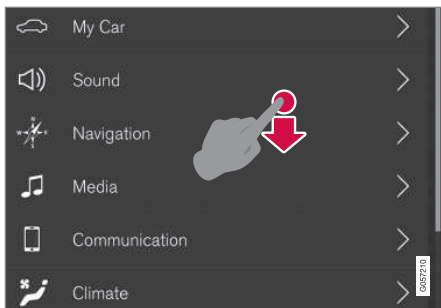 My Car
Sound
Navigation
Media
Communication
Climate
G057210